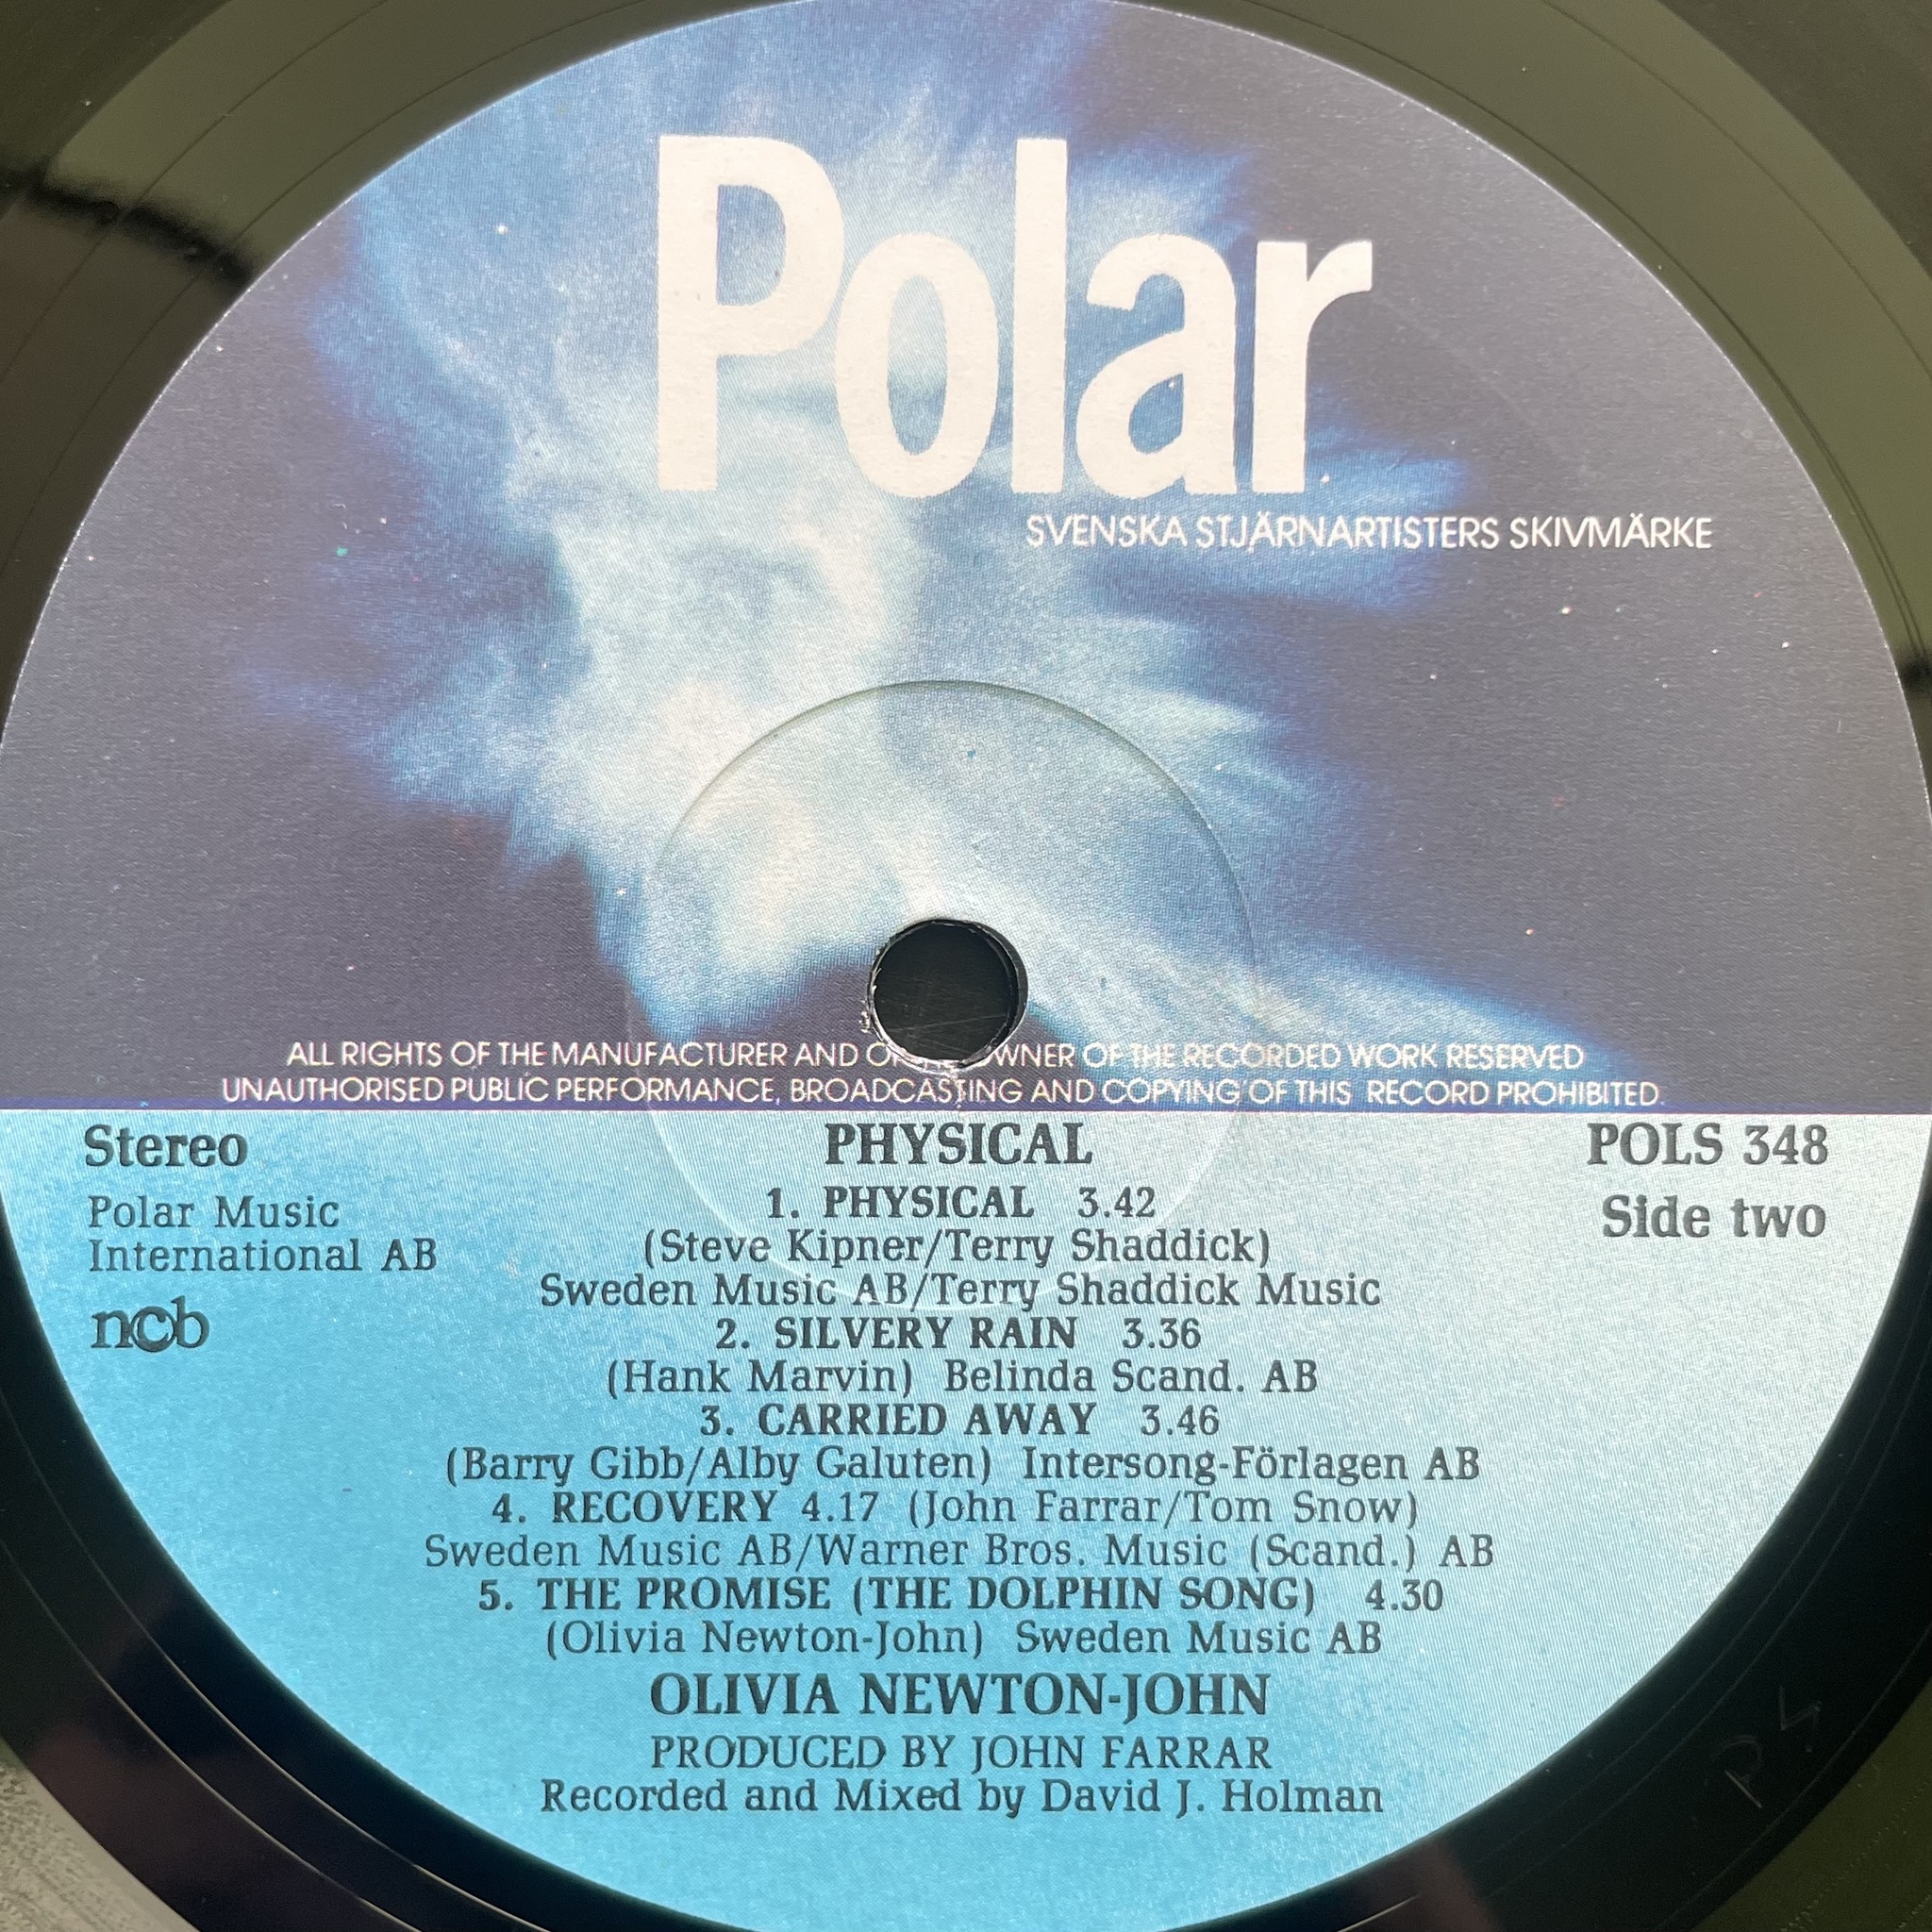 Polar
SVENSKA STJÄRNARTISTERS SKIVMÄRKE
ALL RIGHTS OF THE MANUFACTURER AND OF THE OWNER OF THE RECORDED WORK RESERVED
UNAUTHORISED PUBLIC PERFORMANCE, BROADCASTING AND COPYING OF THIS RECORD PROHIBITED.
Stereo
Polar Music
International AB
ncb
PHYSICAL
1. PHYSICAL 3.42
(Steve Kipner/Terry Shaddick)
Sweden Music AB/Terry Shaddick Music
2. SILVERY RAIN 3.36
(Hank Marvin) Belinda Scand. AB
3. CARRIED AWAY 3.46
(Barry Gibb/Alby Galuten) Intersong-Förlagen AB
4. RECOVERY 4.17 (John Farrar/Tom Snow)
Sweden Music AB/Warner Bros. Music (Scand.) AB
5. THE PROMISE (THE DOLPHIN SONG) 4.30
(Olivia Newton-John) Sweden Music AB
OLIVIA NEWTON-JOHN
PRODUCED BY JOHN FARRAR
Recorded and Mixed by David J. Holman
POLS 348
Side two